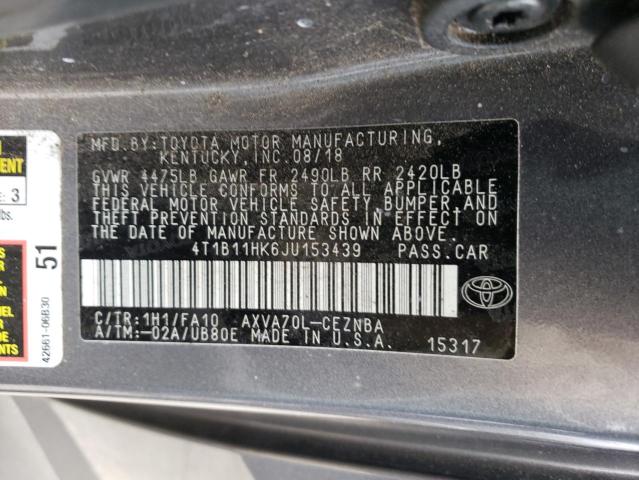 MFD.BY:TOYOTA MOTOR MANUFACTURING,
KENTUCKY,INC.08/18
GVWR 4475LB GAWR FR 2490LB RR 2420LB
THIS VEHICLE CONFORMS TO ALL APPLICABLE
FEDERAL MOTOR VEHICLE SAFETY, BUMPER, AND
THEFT PREVENTION STANDARDS IN EFFECT ON
THE DATE OF MANUFACTURE SHOWN ABOVE.
4T1B11HK6JU153439 PASS.CAR
C/TR:1H1/FA10 AXVA70L-CEZNBA
A/TM:-02A/UB80E MADE IN U.S.A. 15317
51
42661-06B30
: 3
lbs.